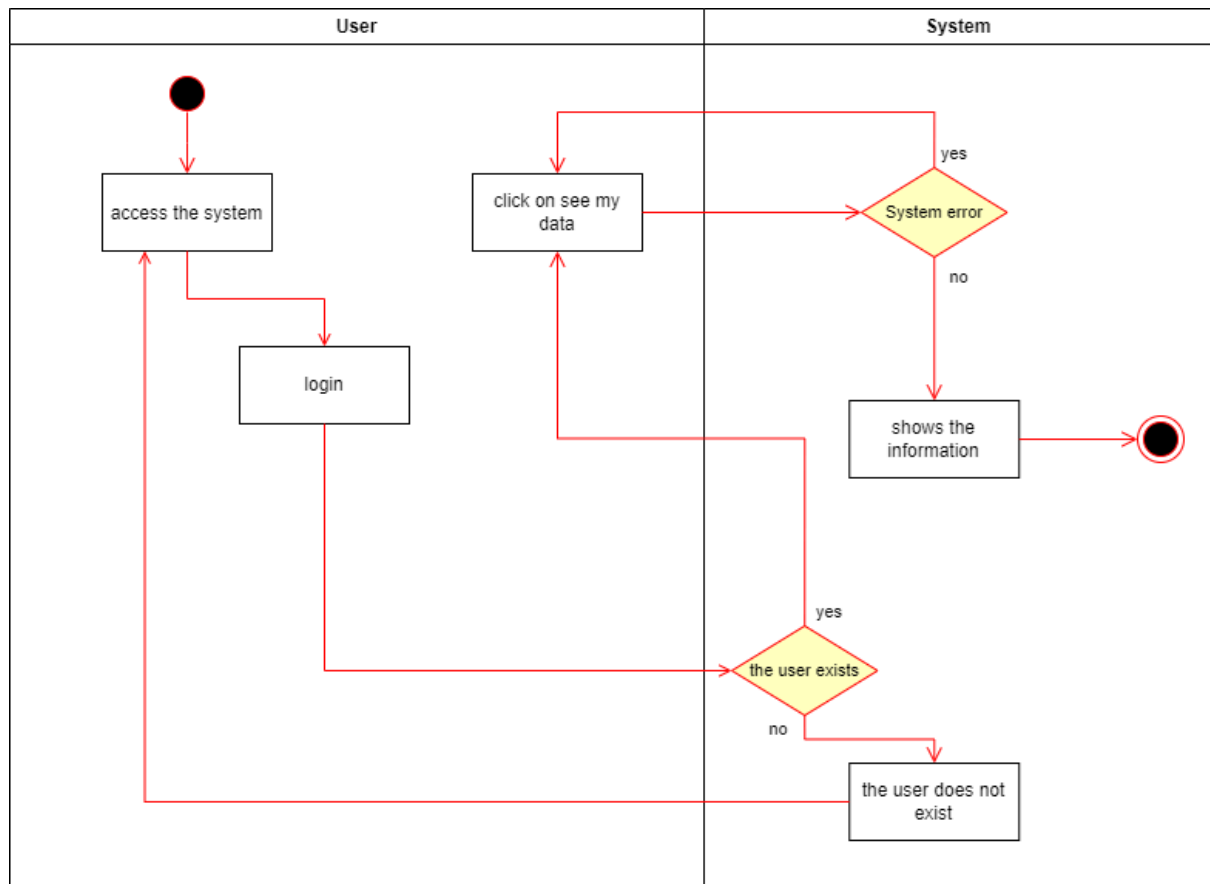 User
System
yes
access the system
click on see my
data
System error
no
login
shows the
information
yes
the user exists
no
the user does not
exist